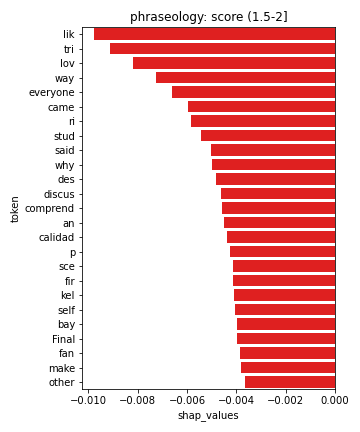 phraseology: score (1.5-2]
lik
tri
lov
way
everyone
came
ri
stud
said
why
des
discus
comprend
an
calidad
p
sce
fir
kel
self
bay
Final
fan
make
other
token
-0.010 -0.008 -0.006 -0.004 -0.002 0.000
shap_values